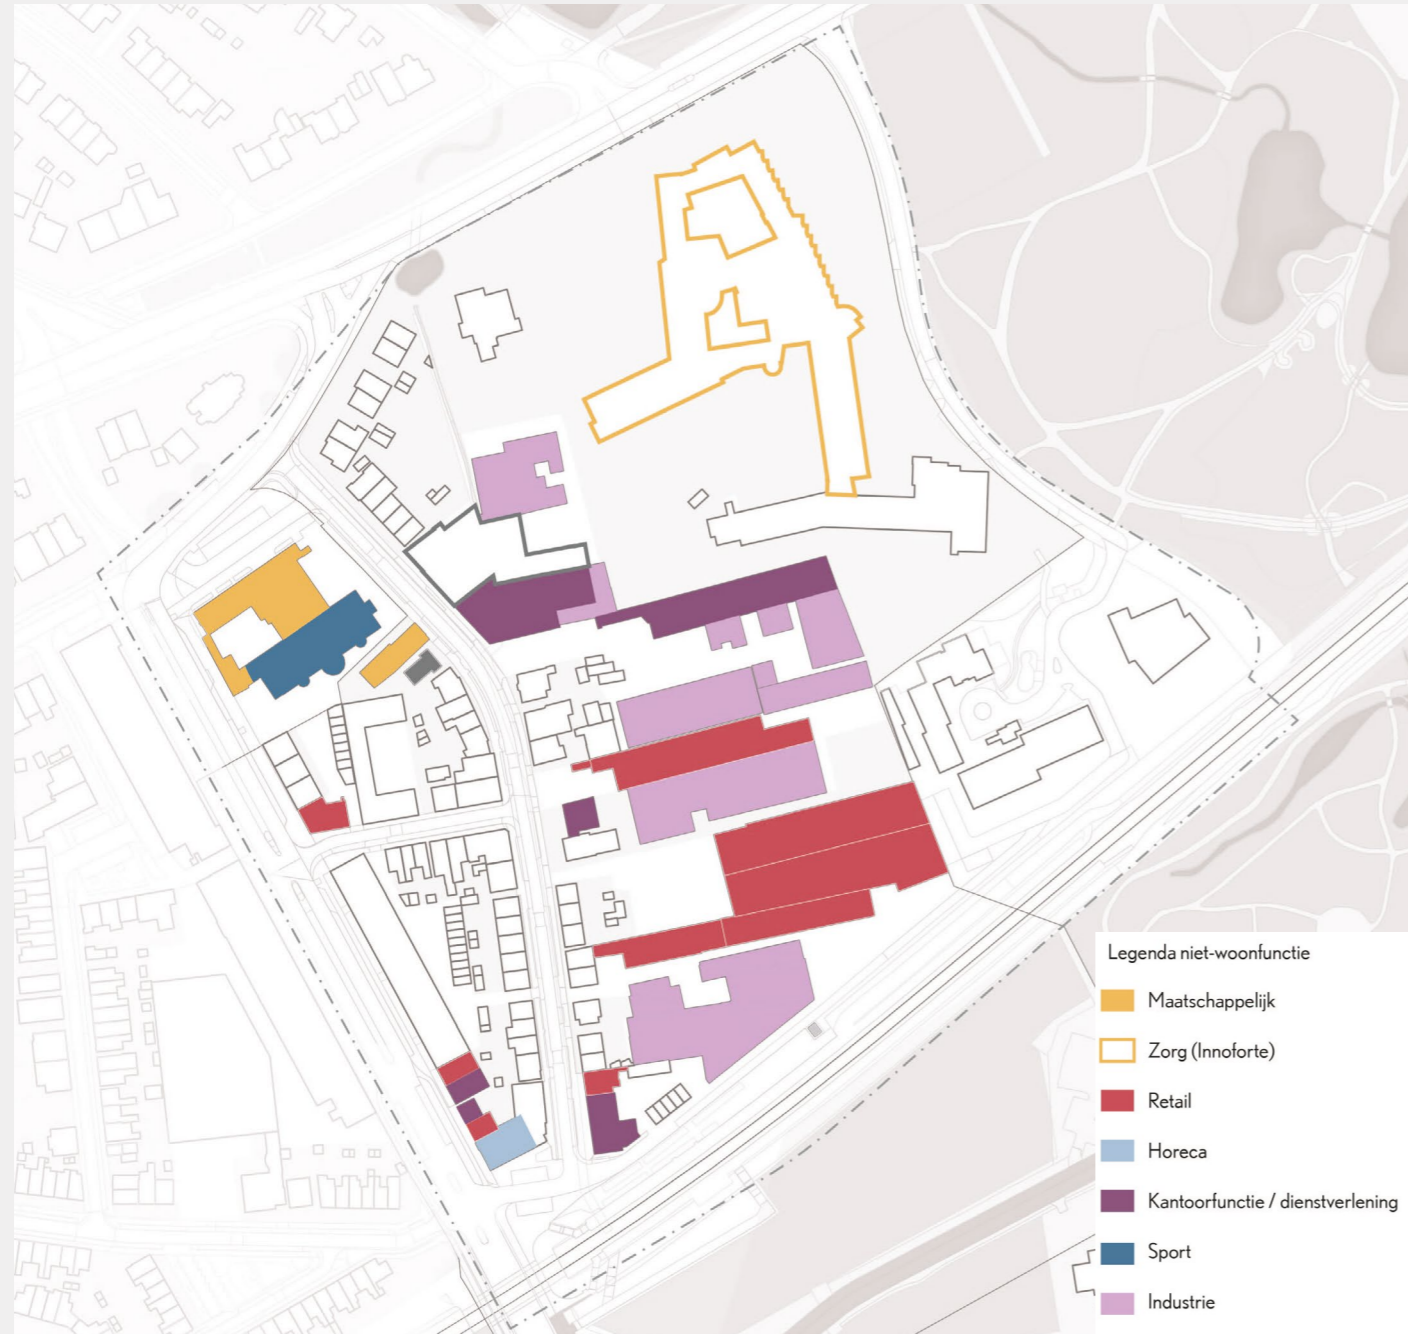 Legenda niet-woonfunctie
Maatschappelijk
Zorg (Innoforte)
Retail
Horeca
Kantoorfunctie / dienstverlening
Sport
Industrie